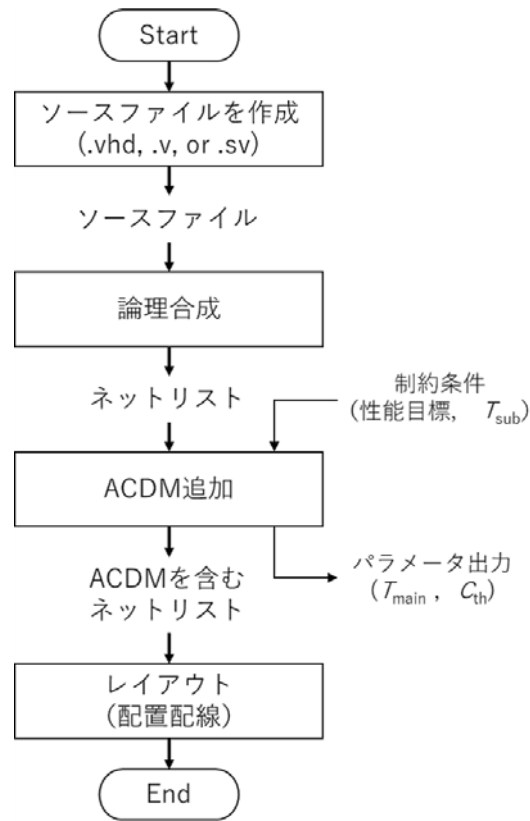 Start
ソースファイルを作成
(.vhd, .v, or .sv)
ソースファイル
論理合成
ネットリスト
制約条件
(性能目標, T_sub)
ACDM追加
パラメータ出力
(T_main , C_th)
ACDMを含む
ネットリスト
レイアウト
(配置配線)
End